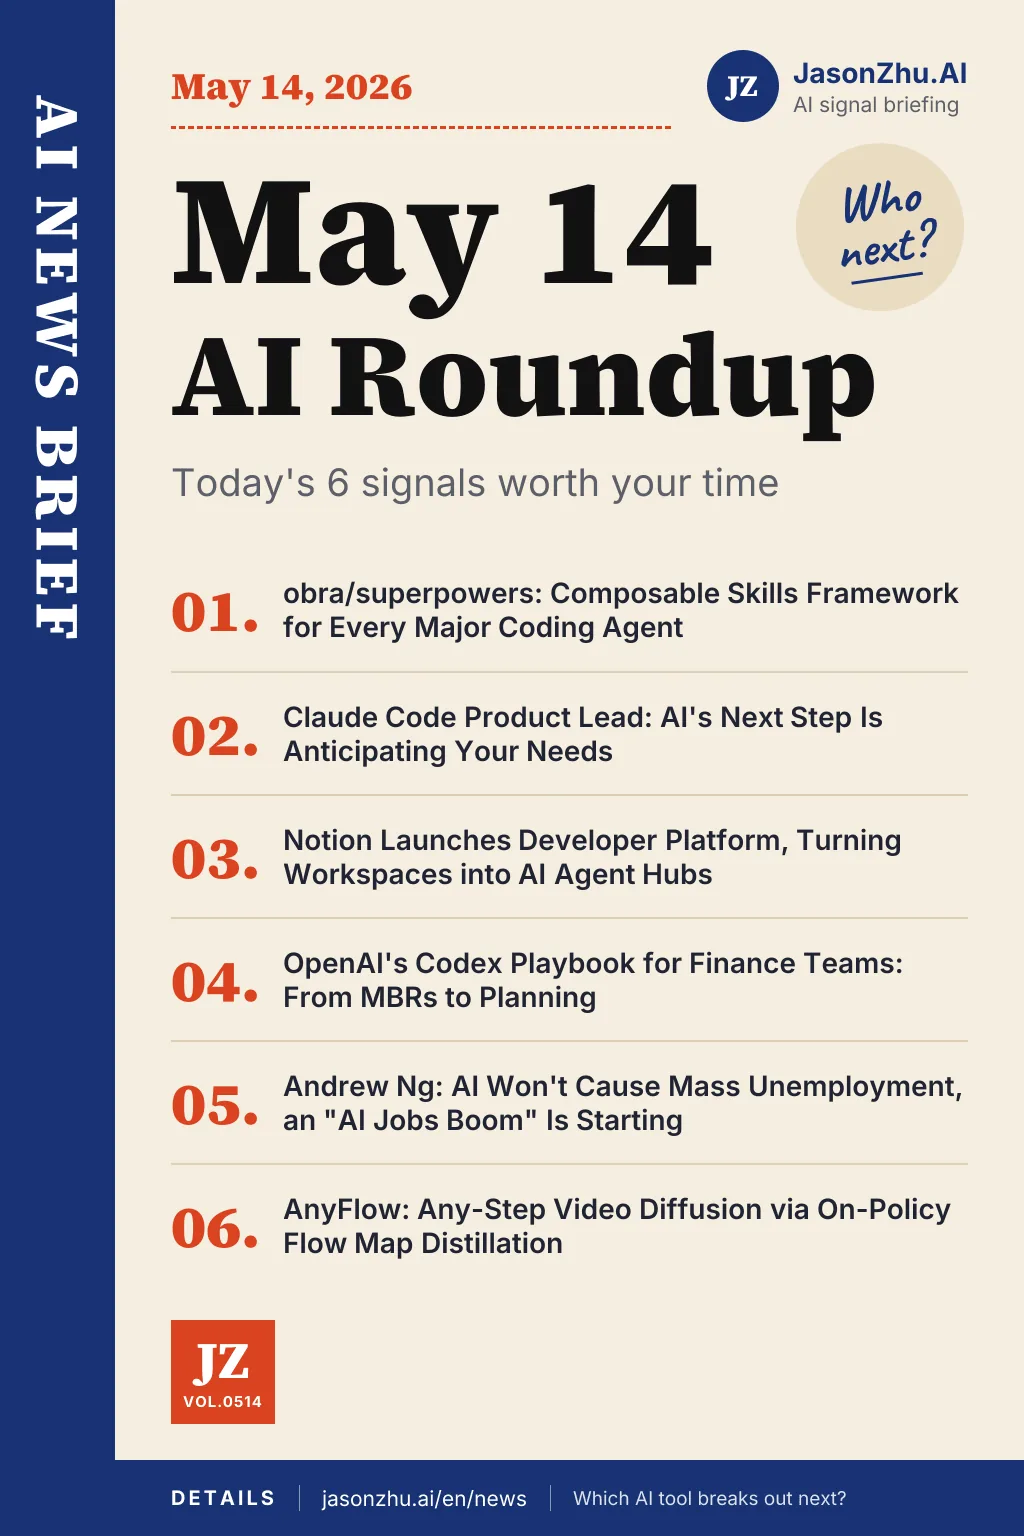 AI NEWS BRIEF
May 14, 2026
JZ
JasonZhu.AI
AI signal briefing
May 14
AI Roundup
Who
next?
Today's 6 signals worth your time
01.
obra/superpowers: Composable Skills Framework
for Every Major Coding Agent
02.
Claude Code Product Lead: AI's Next Step Is
Anticipating Your Needs
03.
Notion Launches Developer Platform, Turning
Workspaces into AI Agent Hubs
04.
OpenAI's Codex Playbook for Finance Teams:
From MBRs to Planning
05.
Andrew Ng: AI Won't Cause Mass Unemployment,
an "AI Jobs Boom" Is Starting
06.
AnyFlow: Any-Step Video Diffusion via On-Policy
Flow Map Distillation
JZ
VOL.0514
DETAILS
jasonzhu.ai/en/news
Which AI tool breaks out next?